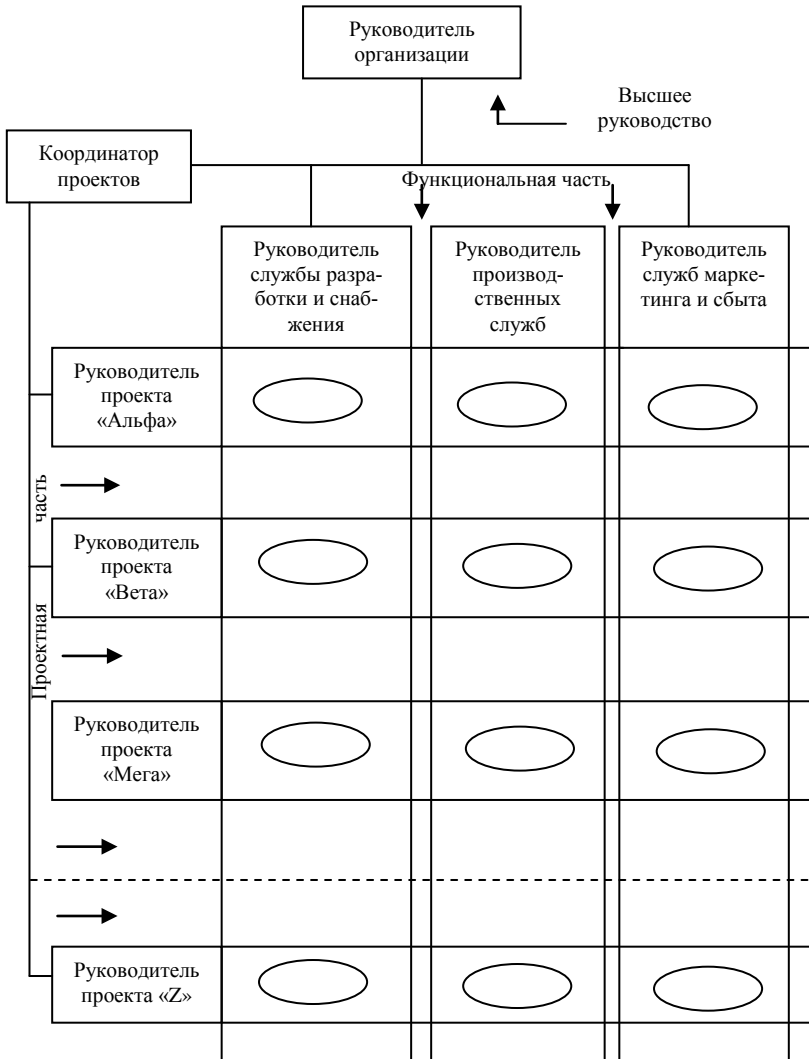 Руководитель
организации
Высшее
руководство
Координатор
проектов
Функциональная часть
Руководитель
службы разра-
ботки и снаб-
жения
Руководитель
производ-
ственных
служб
Руководитель
служб марке-
тинга и сбыта
Руководитель
проекта
«Альфа»
Проектная часть
Руководитель
проекта
«Вета»
Руководитель
проекта
«Мега»
Руководитель
проекта «Z»